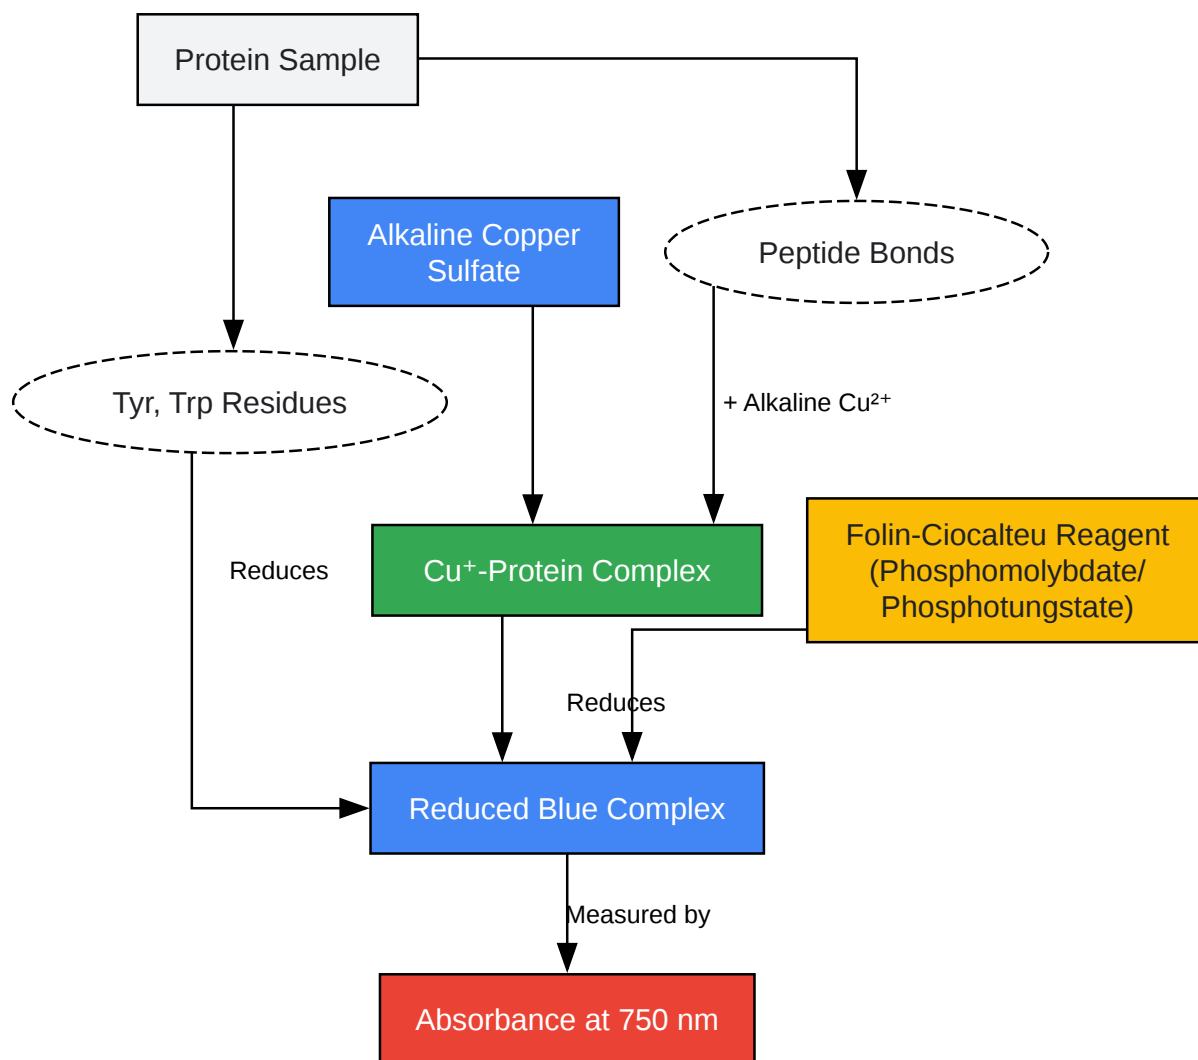 Protein Sample
Alkaline Copper
Sulfate
Peptide Bonds
Tyr, Trp Residues
+ Alkaline Cu²⁺
Folin-Ciocalteu Reagent
(Phosphomolybdate/
Phosphotungstate)
Reduces
Cu⁺-Protein Complex
Reduces
Reduced Blue Complex
Measured by
Absorbance at 750 nm